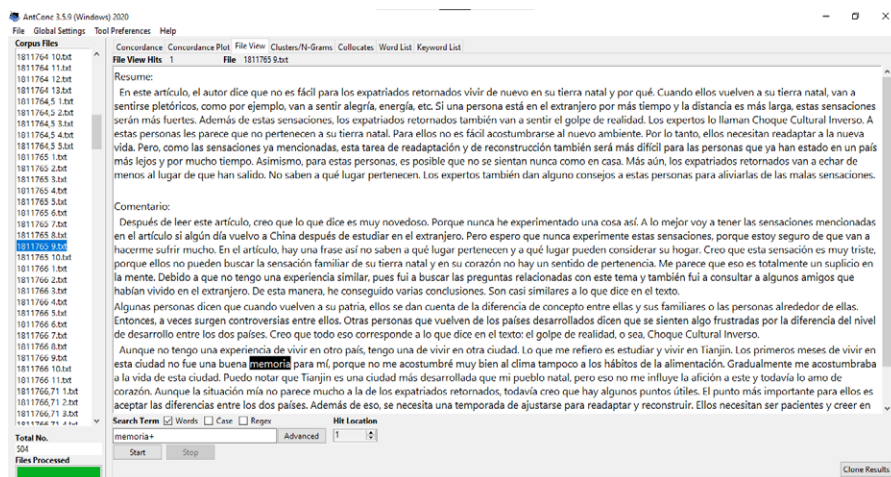 AntConc 3.5.9 (Windows) 2020
File Global Settings Tool Preferences Help
Corpus Files
1811764 10.txt
1811764 11.txt
1811764 12.txt
1811764 13.txt
1811764,5 1.txt
1811764,5 2.txt
1811764,5 3.txt
1811764,5 4.txt
1811764,5 5.txt
1811765 1.txt
1811765 2.txt
1811765 3.txt
1811765 4.txt
1811765 5.txt
1811765 6.txt
1811765 7.txt
1811765 8.txt
1811765 9.txt
1811765 10.txt
1811766 1.txt
1811766 2.txt
1811766 3.txt
1811766 4.txt
1811766 5.txt
1811766 6.txt
1811766 7.txt
1811766 8.txt
1811766 9.txt
1811766 10.txt
1811766 11.txt
1811766,71 1.txt
1811766,71 2.txt
1811766,71 3.txt
1811766,71 4.txt
Total No.
504
Files Processed
Concordance Concordance Plot File View Clusters/N-Grams Collocates Word List Keyword List
File View Hits 1 File 1811765 9.txt
Resume:
En este artículo, el autor dice que no es fácil para los expatriados retornados vivir de nuevo en su tierra natal y por qué. Cuando ellos vuelven a su tierra natal, van a
sentirse pletóricos, como por ejemplo, van a sentir alegría, energía, etc. Si una persona está en el extranjero por más tiempo y la distancia es más larga, estas sensaciones
serán más fuertes. Además de estas sensaciones, los expatriados retornados también van a sentir el golpe de realidad. Los expertos lo llaman Choque Cultural Inverso. A
estas personas les parece que no pertenecen a su tierra natal. Para ellos no es fácil acostumbrarse al nuevo ambiente. Por lo tanto, ellos necesitan readaptar a la nueva
vida. Pero, como las sensaciones ya mencionadas, esta tarea de readaptación y de reconstrucción también será más difícil para las personas que ya han estado en un país
más lejos y por mucho tiempo. Asimismo, para estas personas, es posible que no se sientan nunca como en casa. Más aún, los expatriados retornados van a echar de
menos al lugar de que han salido. No saben a qué lugar pertenecen. Los expertos también dan alguno consejos a estas personas para aliviarlas de las malas sensaciones.
Comentario:
Después de leer este artículo, creo que lo que dice es muy novedoso. Porque nunca he experimentado una cosa así. A lo mejor voy a tener las sensaciones mencionadas
en el artículo si algún día vuelvo a China después de estudiar en el extranjero. Pero espero que nunca experimente estas sensaciones, porque estoy seguro de que van a
hacerme sufrir mucho. En el artículo, hay una frase así no saben a qué lugar pertenecen y a qué lugar pueden considerar su hogar. Creo que esta sensación es muy triste,
porque ellos no pueden buscar la sensación familiar de su tierra natal y en su corazón no hay un sentido de pertenencia. Me parece que eso es totalmente un suplicio en
la mente. Debido a que no tengo una experiencia similar, pues fui a buscar las preguntas relacionadas con este tema y también fui a consultar a algunos amigos que
habían vivido en el extranjero. De esta manera, he conseguido varias conclusiones. Son casi similares a lo que dice en el texto.
Algunas personas dicen que cuando vuelven a su patria, ellos se dan cuenta de la diferencia de concepto entre ellas y sus familiares o las personas alrededor de ellas.
Entonces, a veces surgen controversias entre ellos. Otras personas que vuelven de los países desarrollados dicen que se sienten algo frustradas por la diferencia del nivel
de desarrollo entre los dos países. Creo que todo eso corresponde a lo que dice en el texto: el golpe de realidad, o sea, Choque Cultural Inverso.
Aunque no tengo una experiencia de vivir en otro país, tengo una de vivir en otra ciudad. Lo que me refiero es estudiar y vivir en Tianjin. Los primeros meses de vivir en
esta ciudad no fue una buena memoria para mí, porque no me acostumbré muy bien al clima tampoco a los hábitos de la alimentación. Gradualmente me acostumbraba
a la vida de esta ciudad. Puedo notar que Tianjin es una ciudad más desarrollada que mi pueblo natal, pero eso no me influye la afición a este y todavía lo amo de
corazón. Aunque la situación mía no parece mucho a la de los expatriados retornados, todavía creo que hay algunos puntos útiles. El punto más importante para ellos es
aceptar las diferencias entre los dos países. Además de eso, se necesita una temporada de ajustarse para readaptar y reconstruir. Ellos necesitan ser pacientes y creer en
Search Term Words Case Regex Hit Location
memoria+ Advanced 1
Start Stop
Clone Results